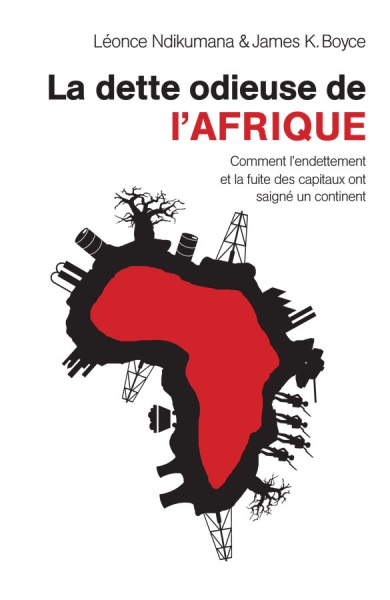 Léonce Ndikumana & James K. Boyce
La dette odieuse de
l'AFRIQUE
Comment l'endettement
et la fuite des capitaux ont
saigné un continent